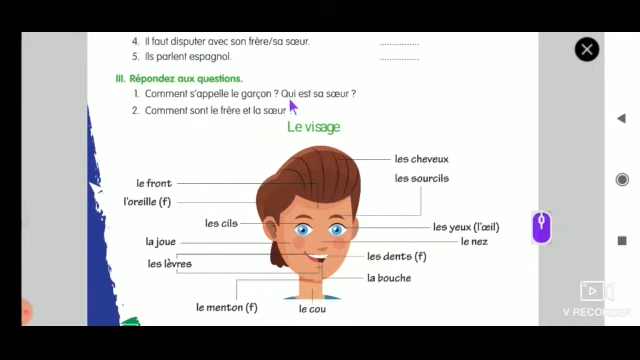 4. Il faut disputer avec son frère/sa sœur. ...............
5. Ils parlent espagnol. ...............
III. Répondez aux questions.
1. Comment s'appelle le garçon ? Qui est sa sœur ?
2. Comment sont le frère et la sœur ?
Le visage
les cheveux
les sourcils
le front
l'oreille (f)
les cils
les yeux (l'œil)
la joue
le nez
les lèvres
les dents (f)
la bouche
le menton (f)
le cou
V RECORDER